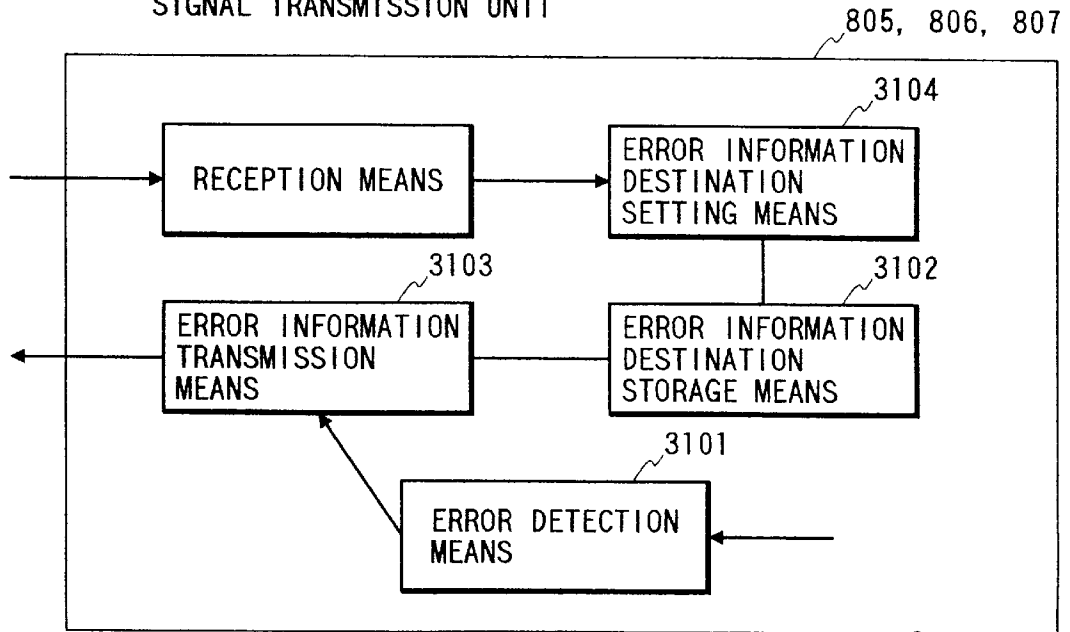 SIGNAL TRANSMISSION UNIT
805, 806, 807
3104
RECEPTION MEANS
ERROR INFORMATION
DESTINATION
SETTING MEANS
3103
3102
ERROR INFORMATION
TRANSMISSION
MEANS
ERROR INFORMATION
DESTINATION
STORAGE MEANS
3101
ERROR DETECTION
MEANS